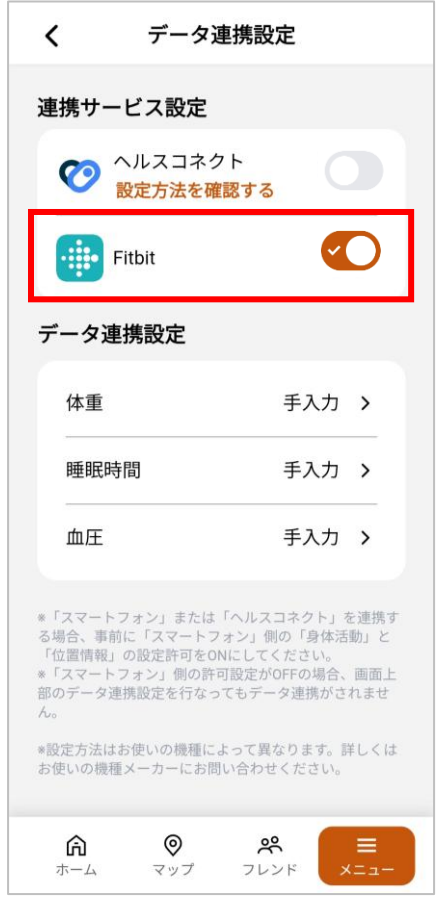 データ連携設定
連携サービス設定
ヘルスコネクト
設定方法を確認する
Fitbit
データ連携設定
体重 手入力
睡眠時間 手入力
血圧 手入力
※「スマートフォン」または「ヘルスコネクト」を連携す
る場合、事前に「スマートフォン」側の「身体活動」と
「位置情報」の設定許可をONにしてください。
※「スマートフォン」側の許可設定がOFFの場合、画面上
部のデータ連携設定を行なってもデータ連携がされませ
ん。
※設定方法はお使いの機種によって異なります。詳しくは
お使いの機種メーカーにお問い合わせください。
ホーム マップ フレンド メニュー